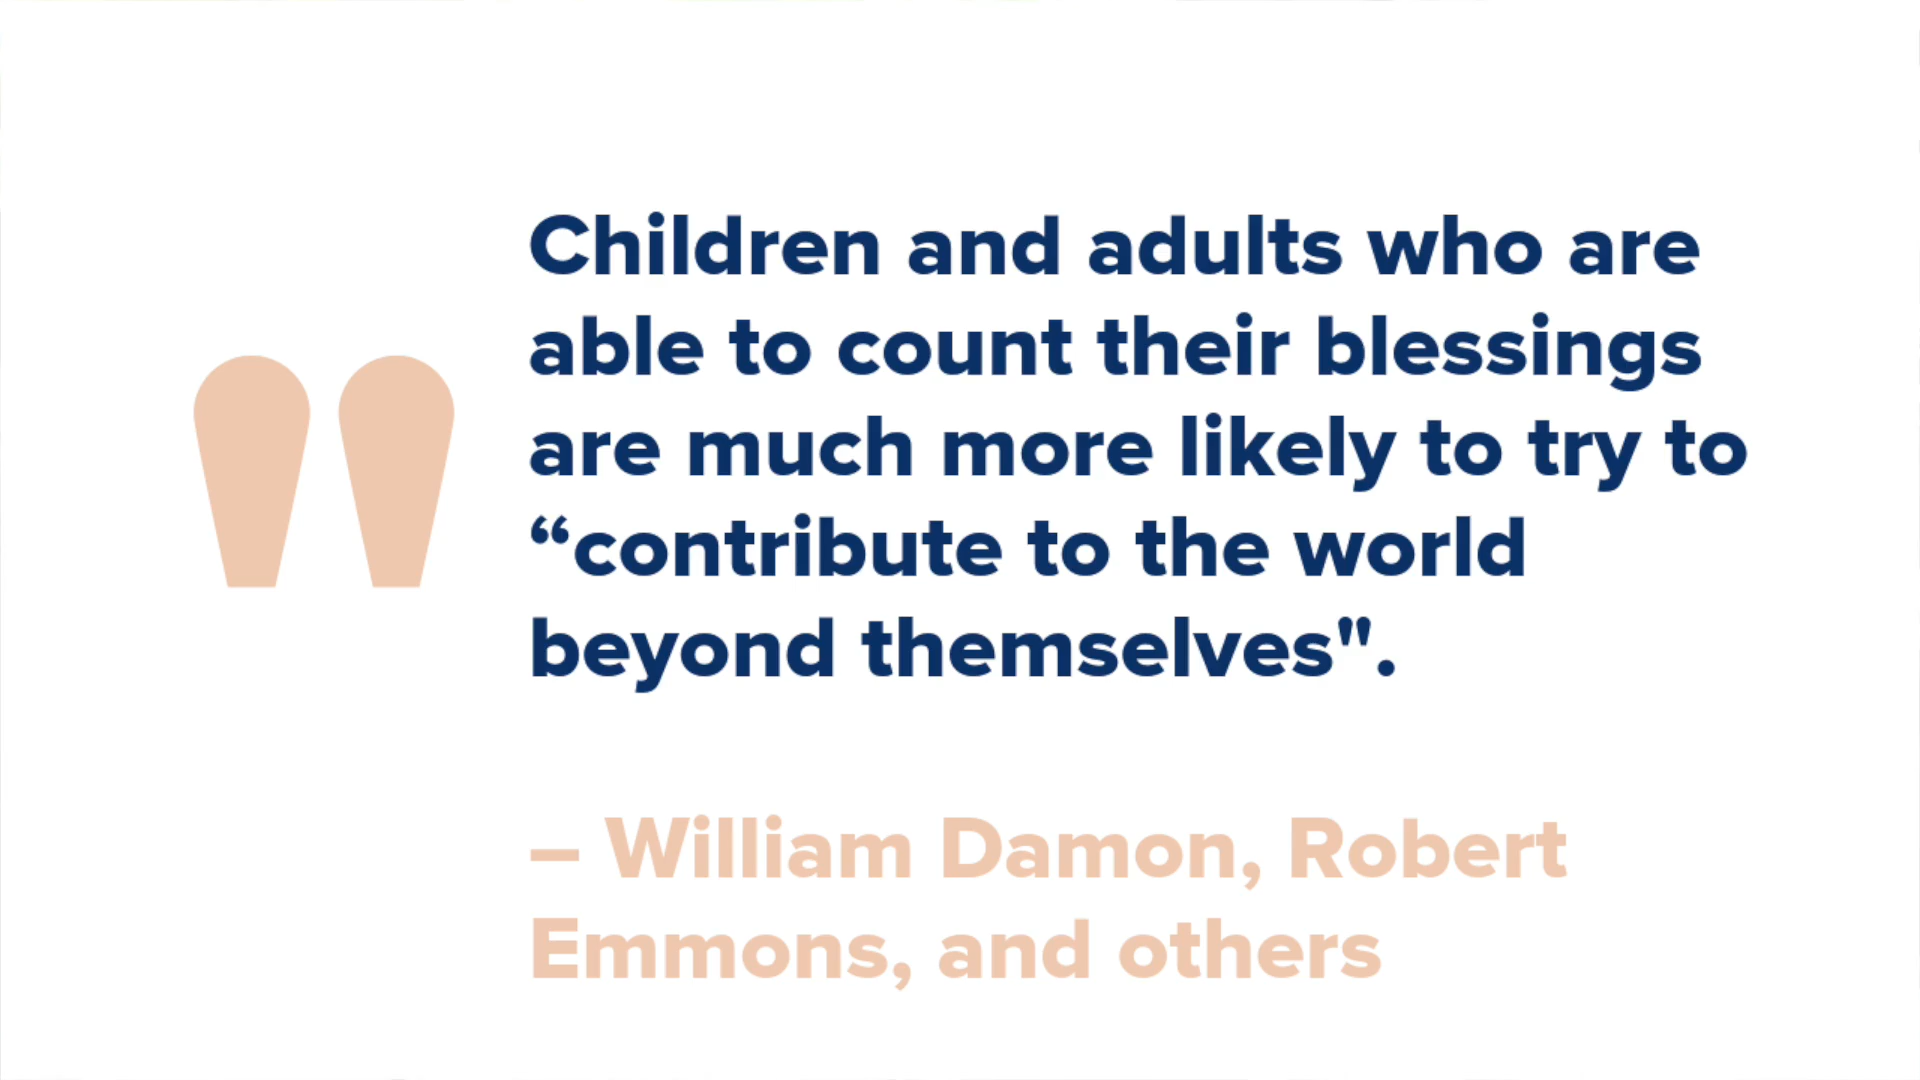 Children and adults who are
able to count their blessings
are much more likely to try to
“contribute to the world
beyond themselves".
– William Damon, Robert
Emmons, and others